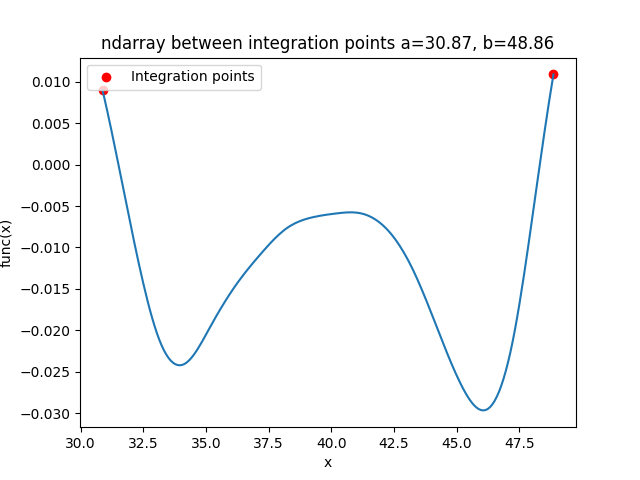 ndarray between integration points a=30.87, b=48.86
Integration points
0.010
0.005
0.000
−0.005
−0.010
−0.015
−0.020
−0.025
−0.030
func(x)
30.0 32.5 35.0 37.5 40.0 42.5 45.0 47.5
x